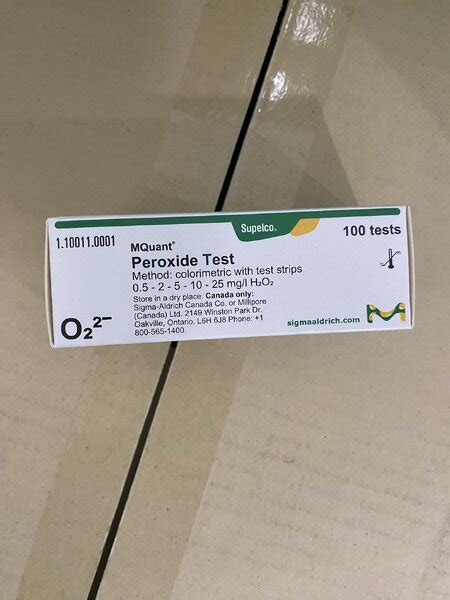 Supelco®
1.10011.0001
100 tests
MQuant®
Peroxide Test
Method: colorimetric with test strips
0.5 - 2 - 5 - 10 - 25 mg/l H₂O₂
Store in a dry place. Canada only:
Sigma-Aldrich Canada Co. or Millipore
(Canada) Ltd. 2149 Winston Park Dr.
Oakville, Ontario, L6H 6J8 Phone: +1
800-565-1400.
O₂²⁻
sigmaaldrich.com
M